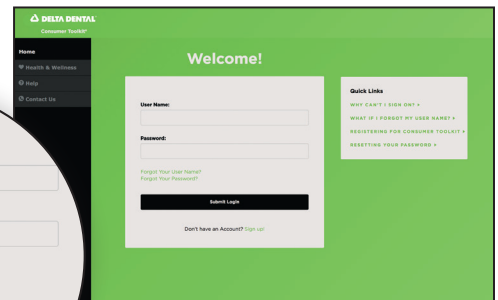 DELTA DENTAL
Consumer Toolkit®
Home
Health & Wellness
Help
Contact Us
Welcome!
User Name:
Password:
Forgot Your User Name?
Forgot Your Password?
Submit Login
Don't have an Account? Sign up!
Quick Links
WHY CAN'T I SIGN ON? >
WHAT IF I FORGOT MY USER NAME? >
REGISTERING FOR CONSUMER TOOLKIT >
RESETTING YOUR PASSWORD >